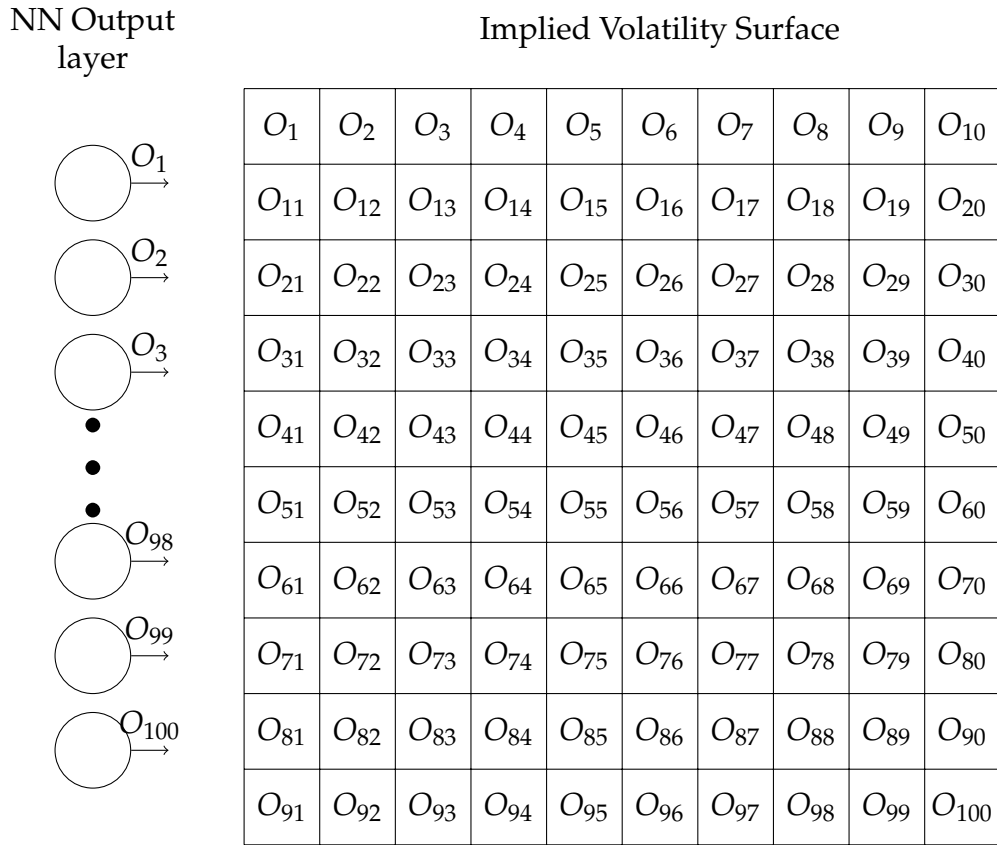 NN Output
layer
Implied Volatility Surface
O₁
O₂
O₃
O₉₈
O₉₉
O₁₀₀
O₁ O₂ O₃ O₄ O₅ O₆ O₇ O₈ O₉ O₁₀
O₁₁ O₁₂ O₁₃ O₁₄ O₁₅ O₁₆ O₁₇ O₁₈ O₁₉ O₂₀
O₂₁ O₂₂ O₂₃ O₂₄ O₂₅ O₂₆ O₂₇ O₂₈ O₂₉ O₃₀
O₃₁ O₃₂ O₃₃ O₃₄ O₃₅ O₃₆ O₃₇ O₃₈ O₃₉ O₄₀
O₄₁ O₄₂ O₄₃ O₄₄ O₄₅ O₄₆ O₄₇ O₄₈ O₄₉ O₅₀
O₅₁ O₅₂ O₅₃ O₅₄ O₅₅ O₅₆ O₅₇ O₅₈ O₅₉ O₆₀
O₆₁ O₆₂ O₆₃ O₆₄ O₆₅ O₆₆ O₆₇ O₆₈ O₆₉ O₇₀
O₇₁ O₇₂ O₇₃ O₇₄ O₇₅ O₇₆ O₇₇ O₇₈ O₇₉ O₈₀
O₈₁ O₈₂ O₈₃ O₈₄ O₈₅ O₈₆ O₈₇ O₈₈ O₈₉ O₉₀
O₉₁ O₉₂ O₉₃ O₉₄ O₉₅ O₉₆ O₉₇ O₉₈ O₉₉ O₁₀₀